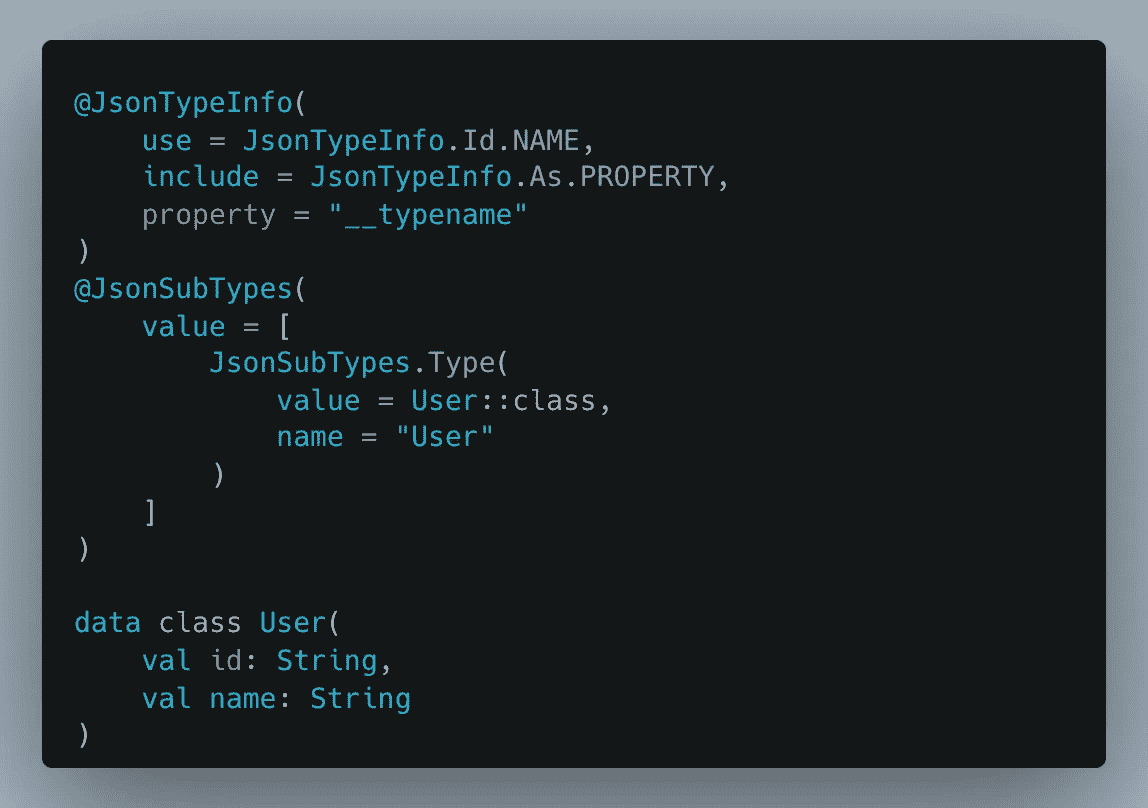 @JsonTypeInfo(
    use = JsonTypeInfo.Id.NAME,
    include = JsonTypeInfo.As.PROPERTY,
    property = "__typename"
)
@JsonSubTypes(
    value = [
        JsonSubTypes.Type(
            value = User::class,
            name = "User"
        )
    ]
)

data class User(
    val id: String,
    val name: String
)